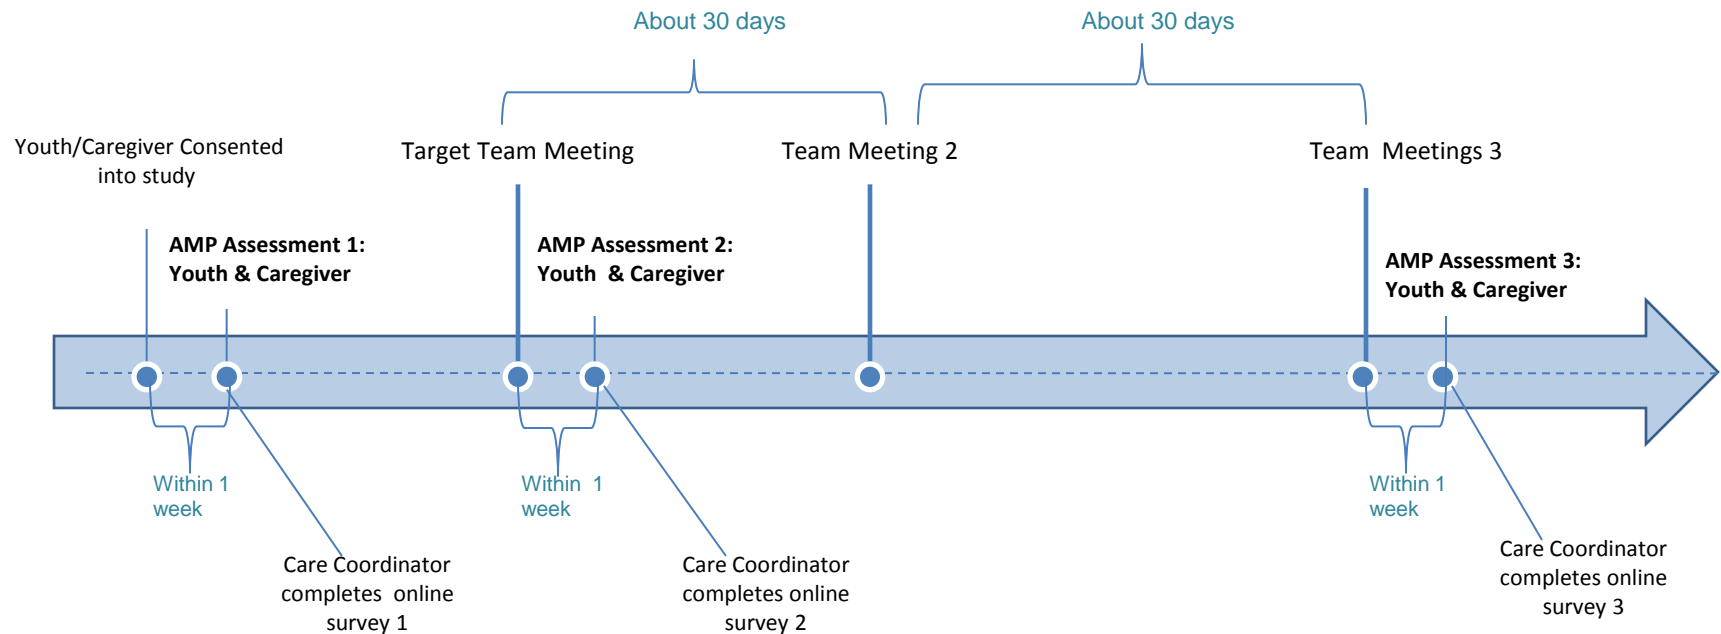 About 30 days
About 30 days
Youth/Caregiver Consented
into study
Target Team Meeting
Team Meeting 2
Team Meetings 3
AMP Assessment 1:
Youth & Caregiver
AMP Assessment 2:
Youth & Caregiver
AMP Assessment 3:
Youth & Caregiver
Within 1
week
Within 1
week
Within 1
week
Care Coordinator
completes online
survey 1
Care Coordinator
completes online
survey 2
Care Coordinator
completes online
survey 3